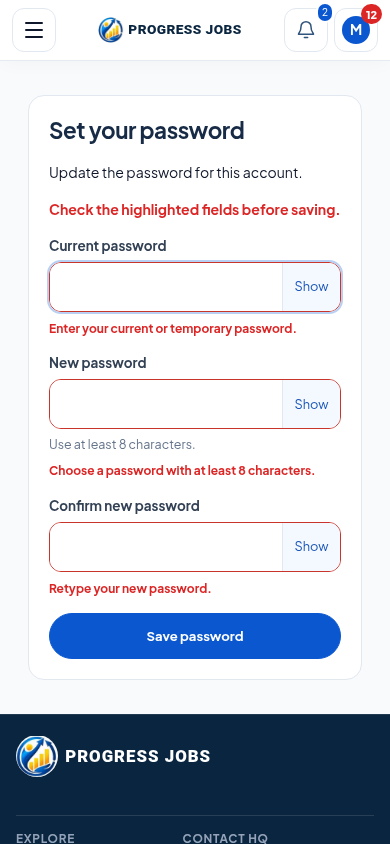 PROGRESS JOBS
2
M
12
Set your password
Update the password for this account.
Check the highlighted fields before saving.
Current password
Show
Enter your current or temporary password.
New password
Show
Use at least 8 characters.
Choose a password with at least 8 characters.
Confirm new password
Show
Retype your new password.
Save password
PROGRESS JOBS
EXPLORE
CONTACT HQ